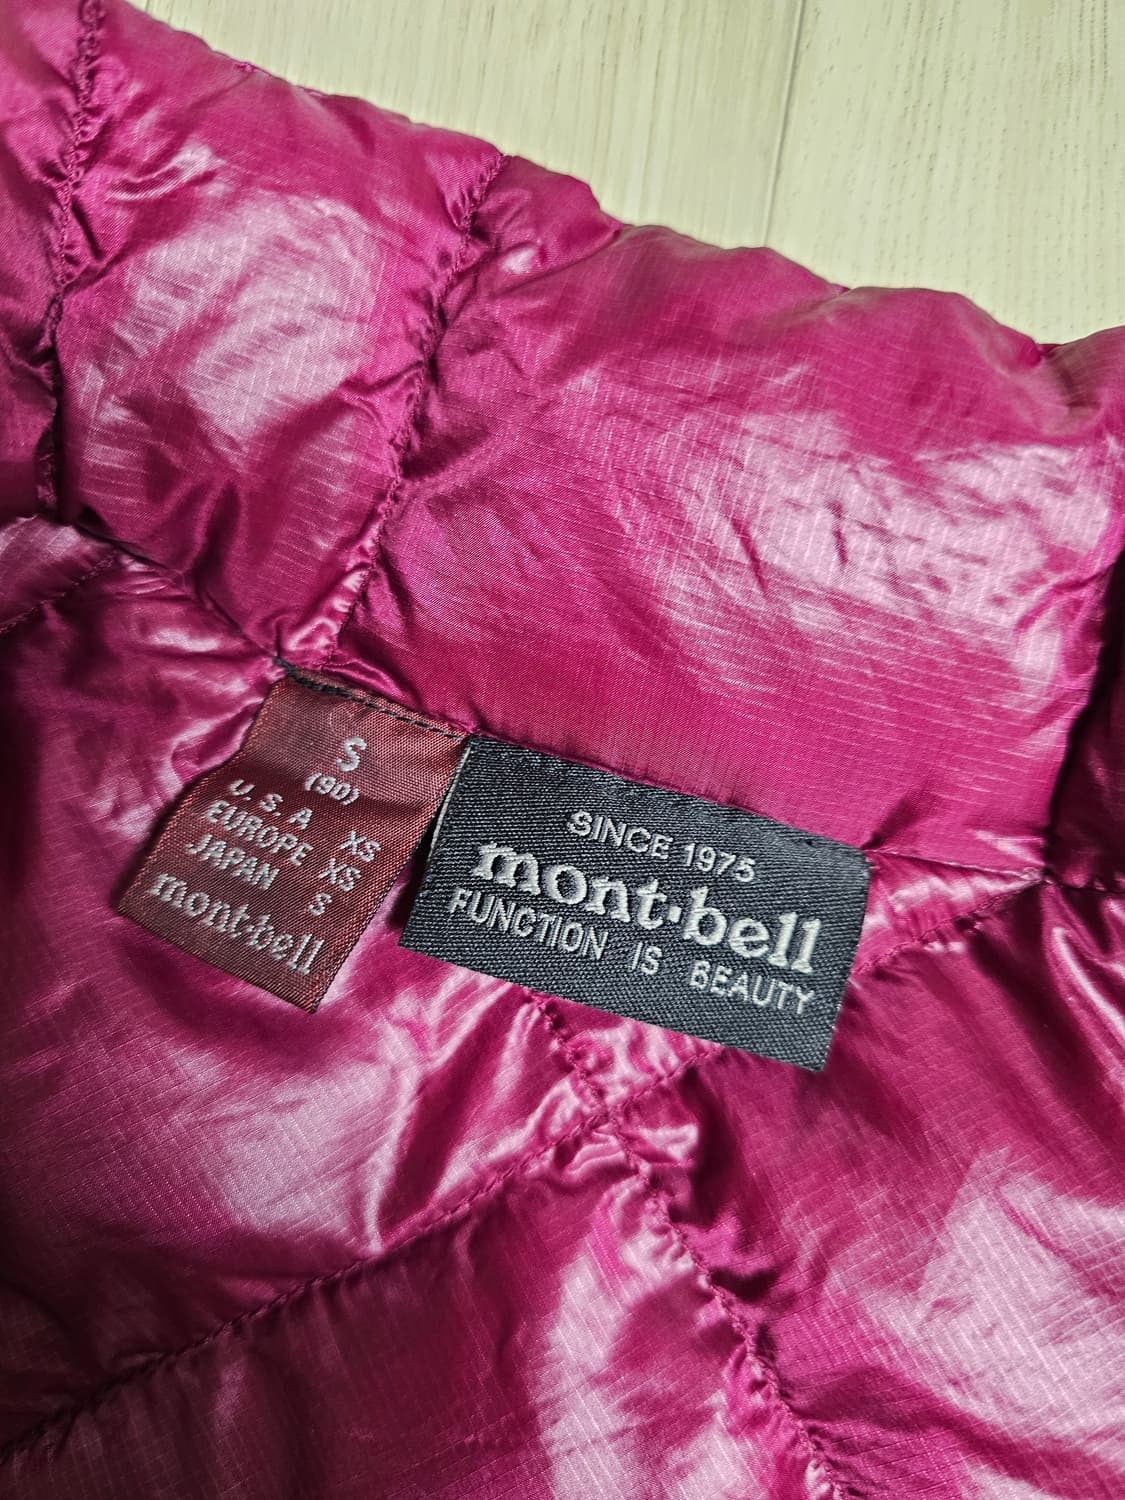 S
(90)
U.S.A XS
EUROPE XS
JAPAN S
mont·bell
SINCE 1975
mont·bell
FUNCTION IS BEAUTY